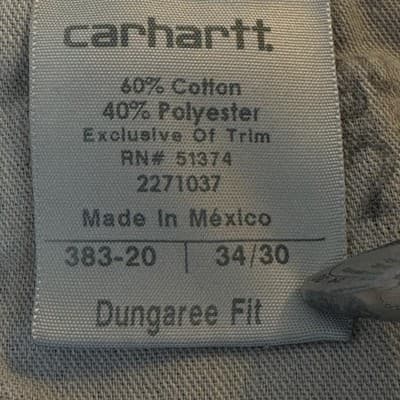 carhartt.
60% Cotton
40% Polyester
Exclusive Of Trim
RN# 51374
2271037
Made In México
383-20 | 34/30
Dungaree Fit